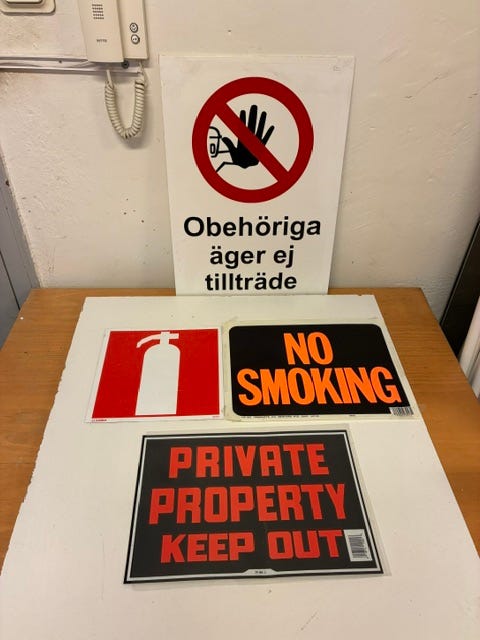 Obehöriga
äger ej
tillträde
NO
SMOKING
PRIVATE
PROPERTY
KEEP OUT